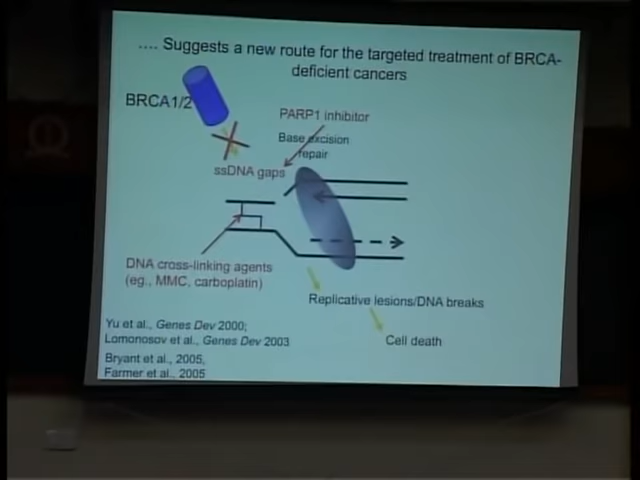 .... Suggests a new route for the targeted treatment of BRCA-
deficient cancers
BRCA1/2
PARP1 inhibitor
Base excision
repair
ssDNA gaps
DNA cross-linking agents
(eg., MMC, carboplatin)
Replicative lesions/DNA breaks
Cell death
Yu et al., Genes Dev 2000;
Lomonosov et al., Genes Dev 2003
Bryant et al., 2005,
Farmer et al., 2005